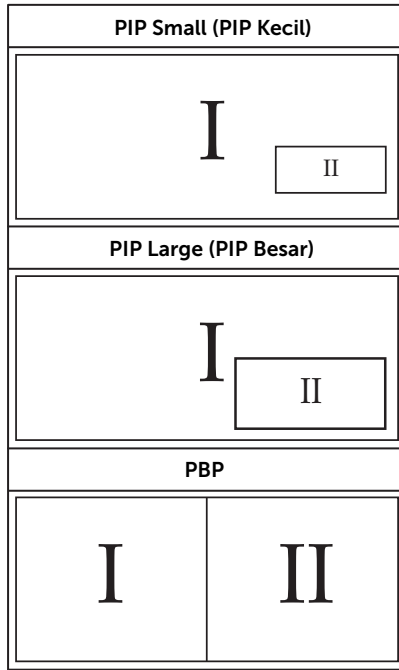 PIP Small (PIP Kecil)
I
II
PIP Large (PIP Besar)
I
II
PBP
I
II